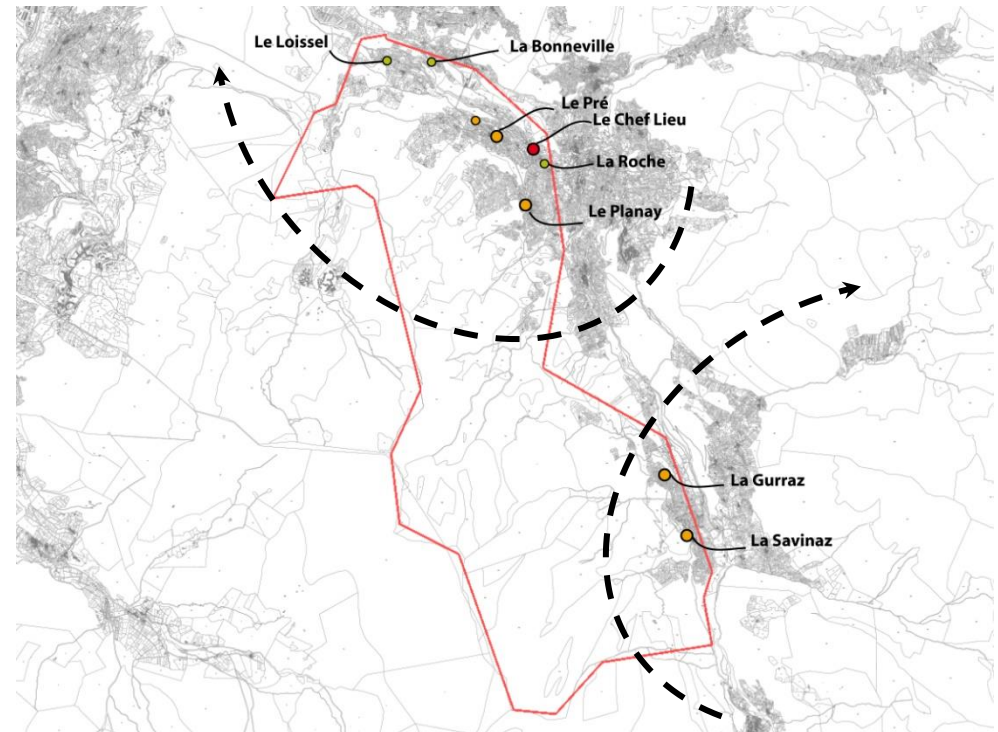 Le Loissel
La Bonneville
Le Pré
Le Chef Lieu
La Roche
Le Planay
La Gurraz
La Savinaz